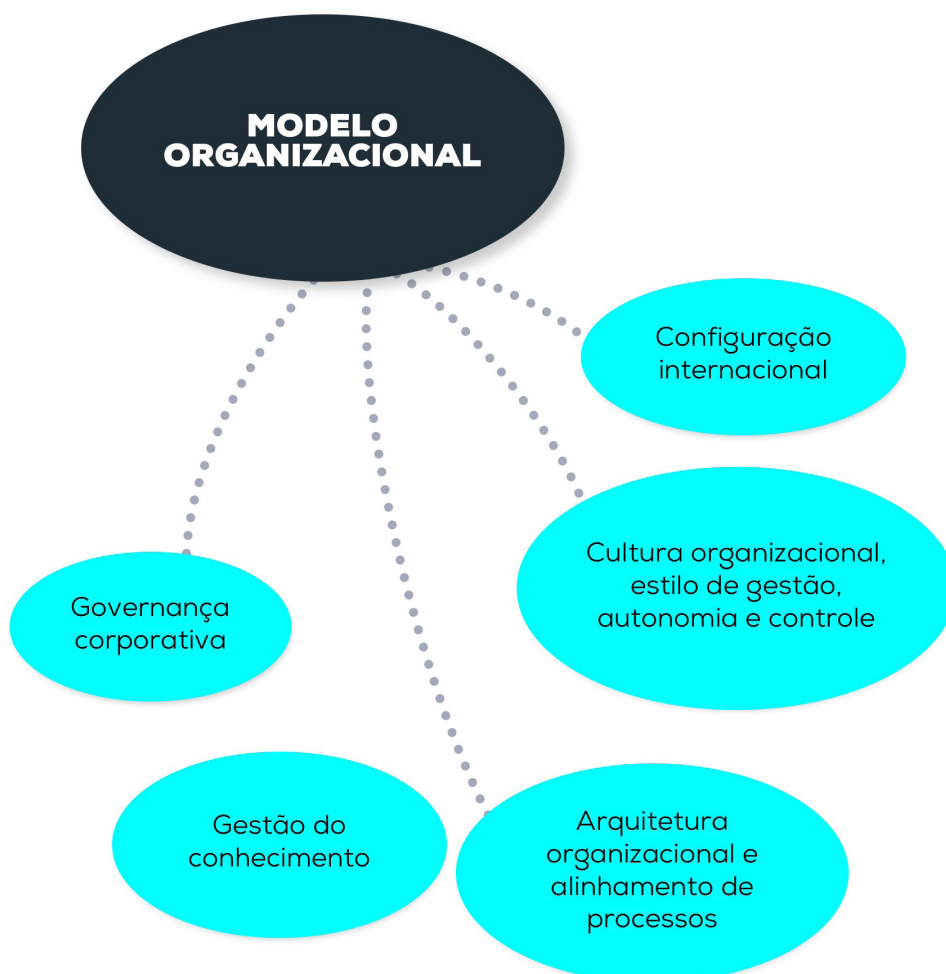 MODELO
ORGANIZACIONAL
Configuração
internacional
Cultura organizacional,
estilo de gestão,
autonomia e controle
Governança
corporativa
Gestão do
conhecimento
Arquitetura
organizacional e
alinhamento de
processos